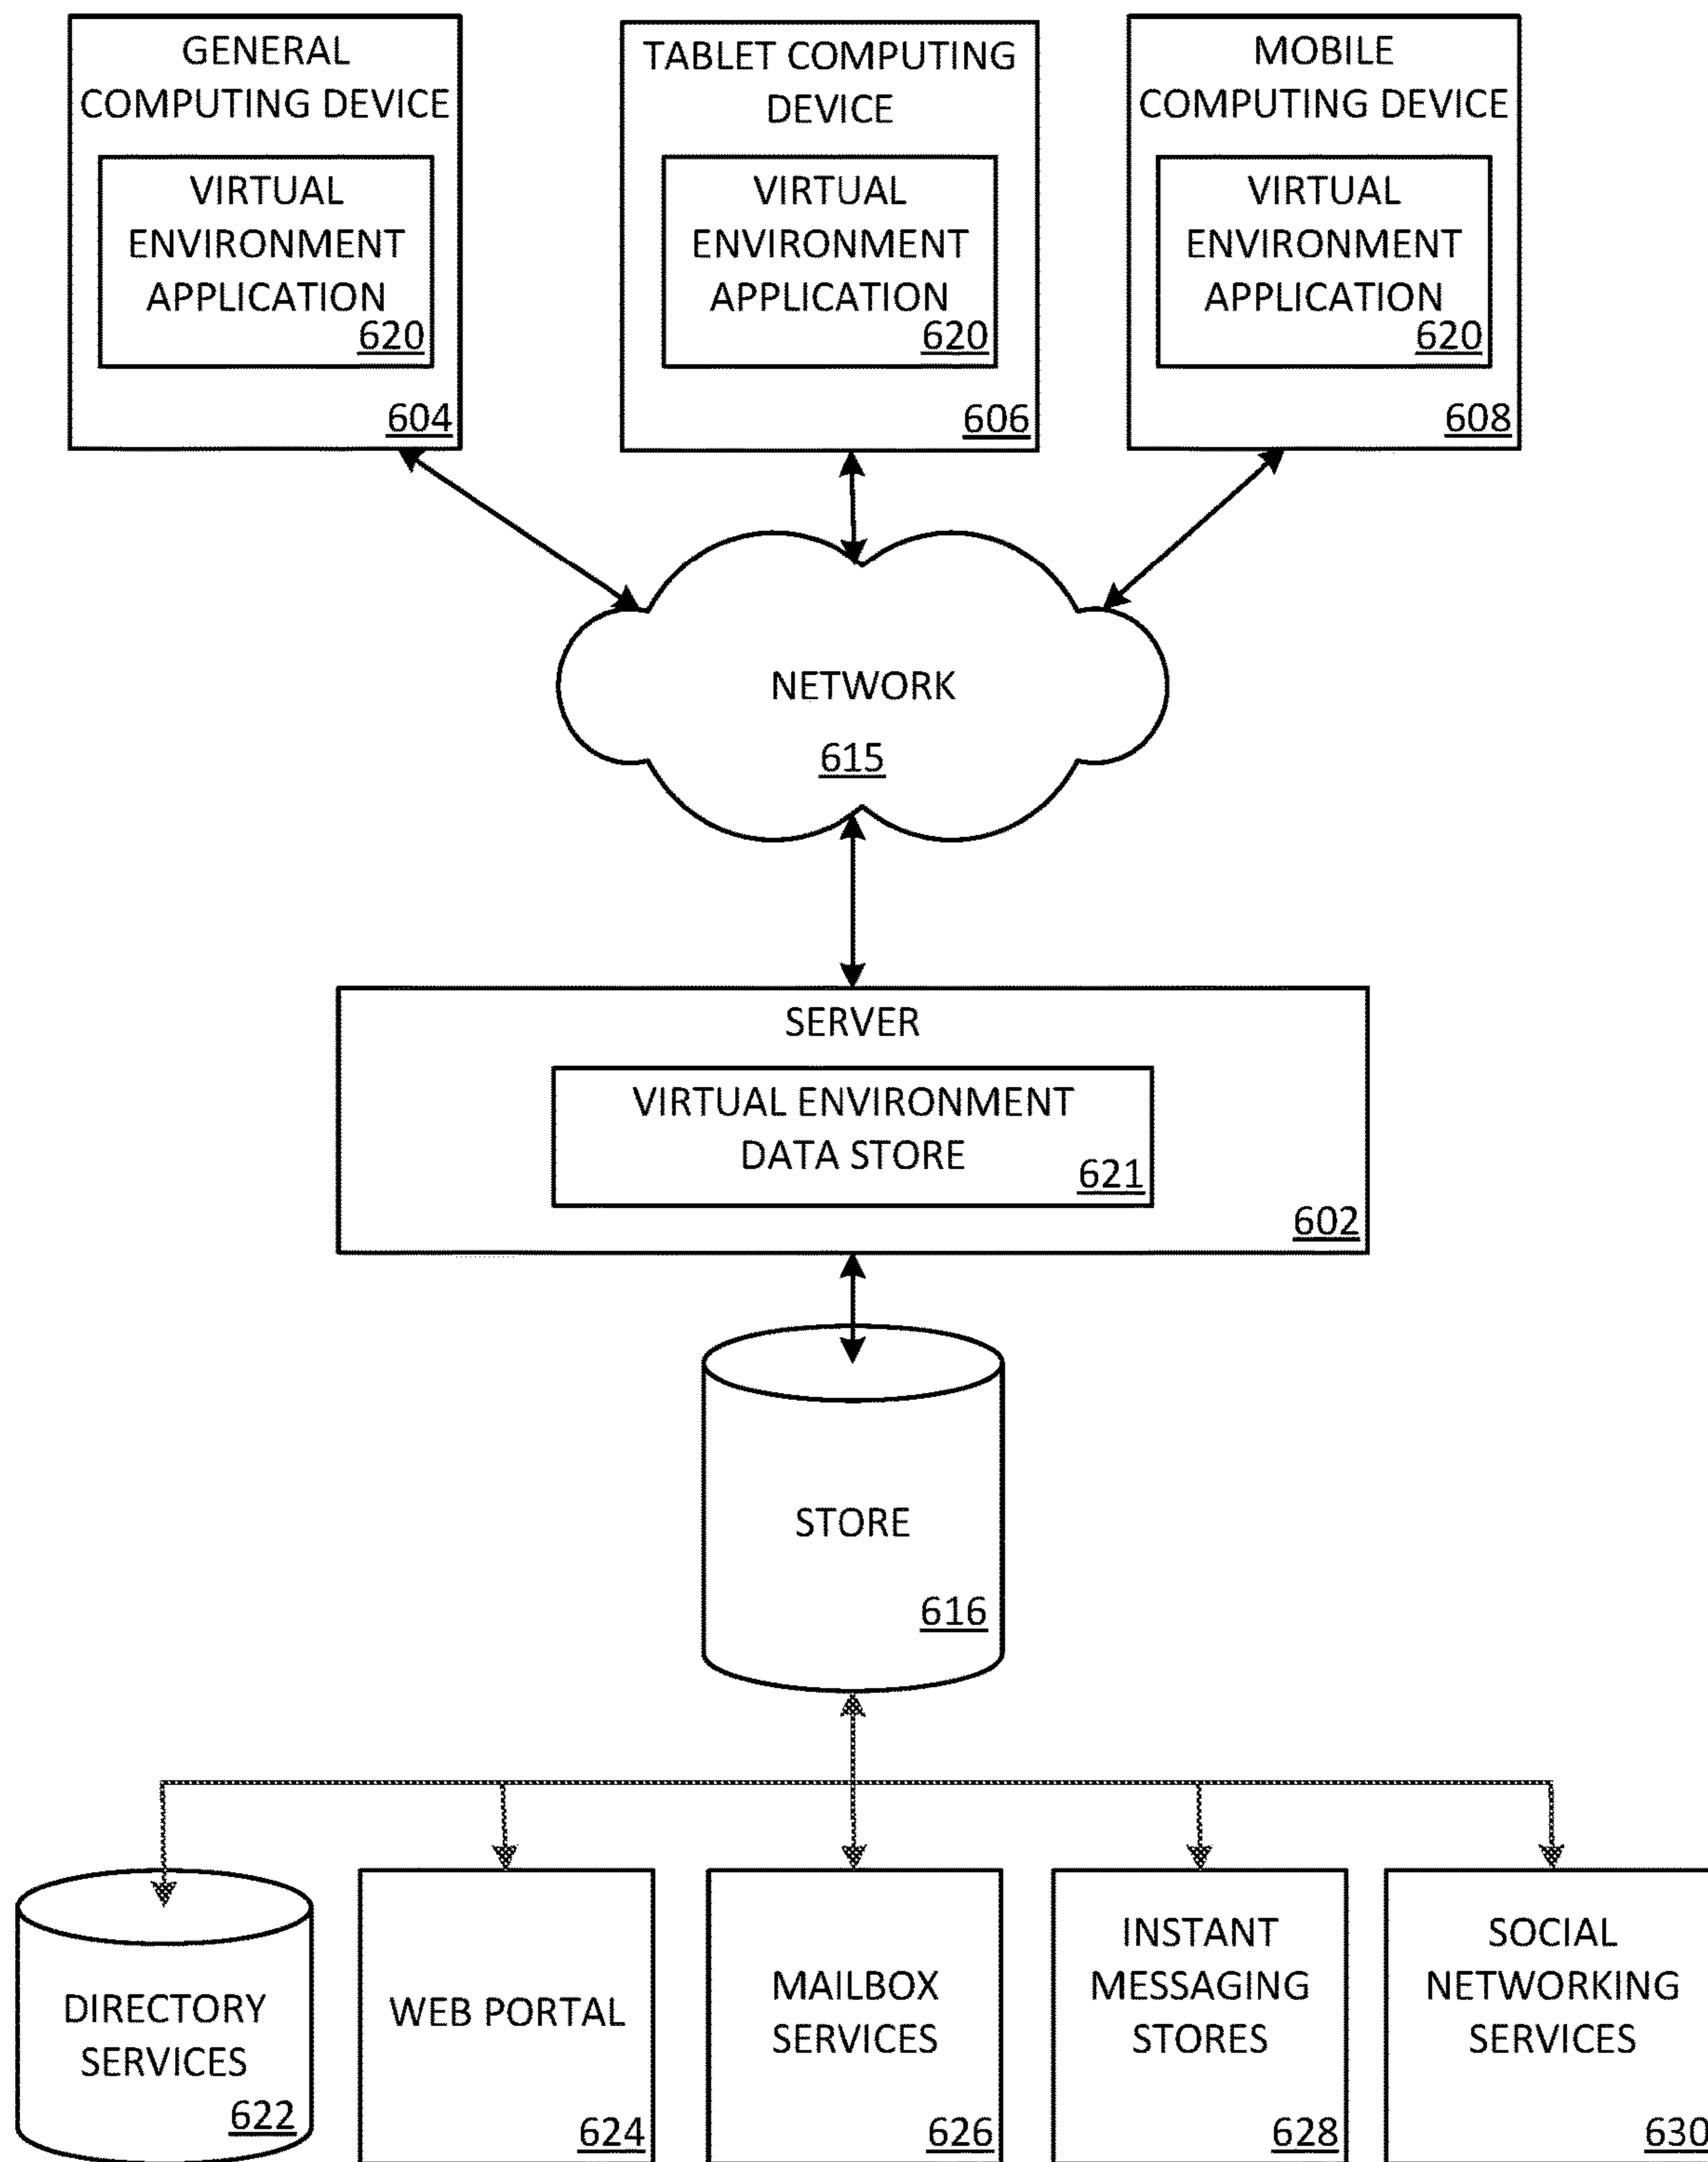 GENERAL
COMPUTING DEVICE
VIRTUAL
ENVIRONMENT
APPLICATION
620
604
TABLET COMPUTING
DEVICE
VIRTUAL
ENVIRONMENT
APPLICATION
620
606
MOBILE
COMPUTING DEVICE
VIRTUAL
ENVIRONMENT
APPLICATION
620
608
NETWORK
615
SERVER
VIRTUAL ENVIRONMENT
DATA STORE
621
602
STORE
616
DIRECTORY
SERVICES
622
WEB PORTAL
624
MAILBOX
SERVICES
626
INSTANT
MESSAGING
STORES
628
SOCIAL
NETWORKING
SERVICES
630